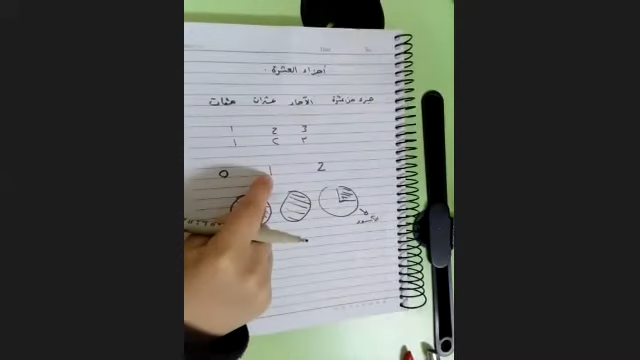 أجزاء العشرة
جزء من عشرة الآحاد عشرات مئات
3 2 1
٣ ٢ ١
2 1 0